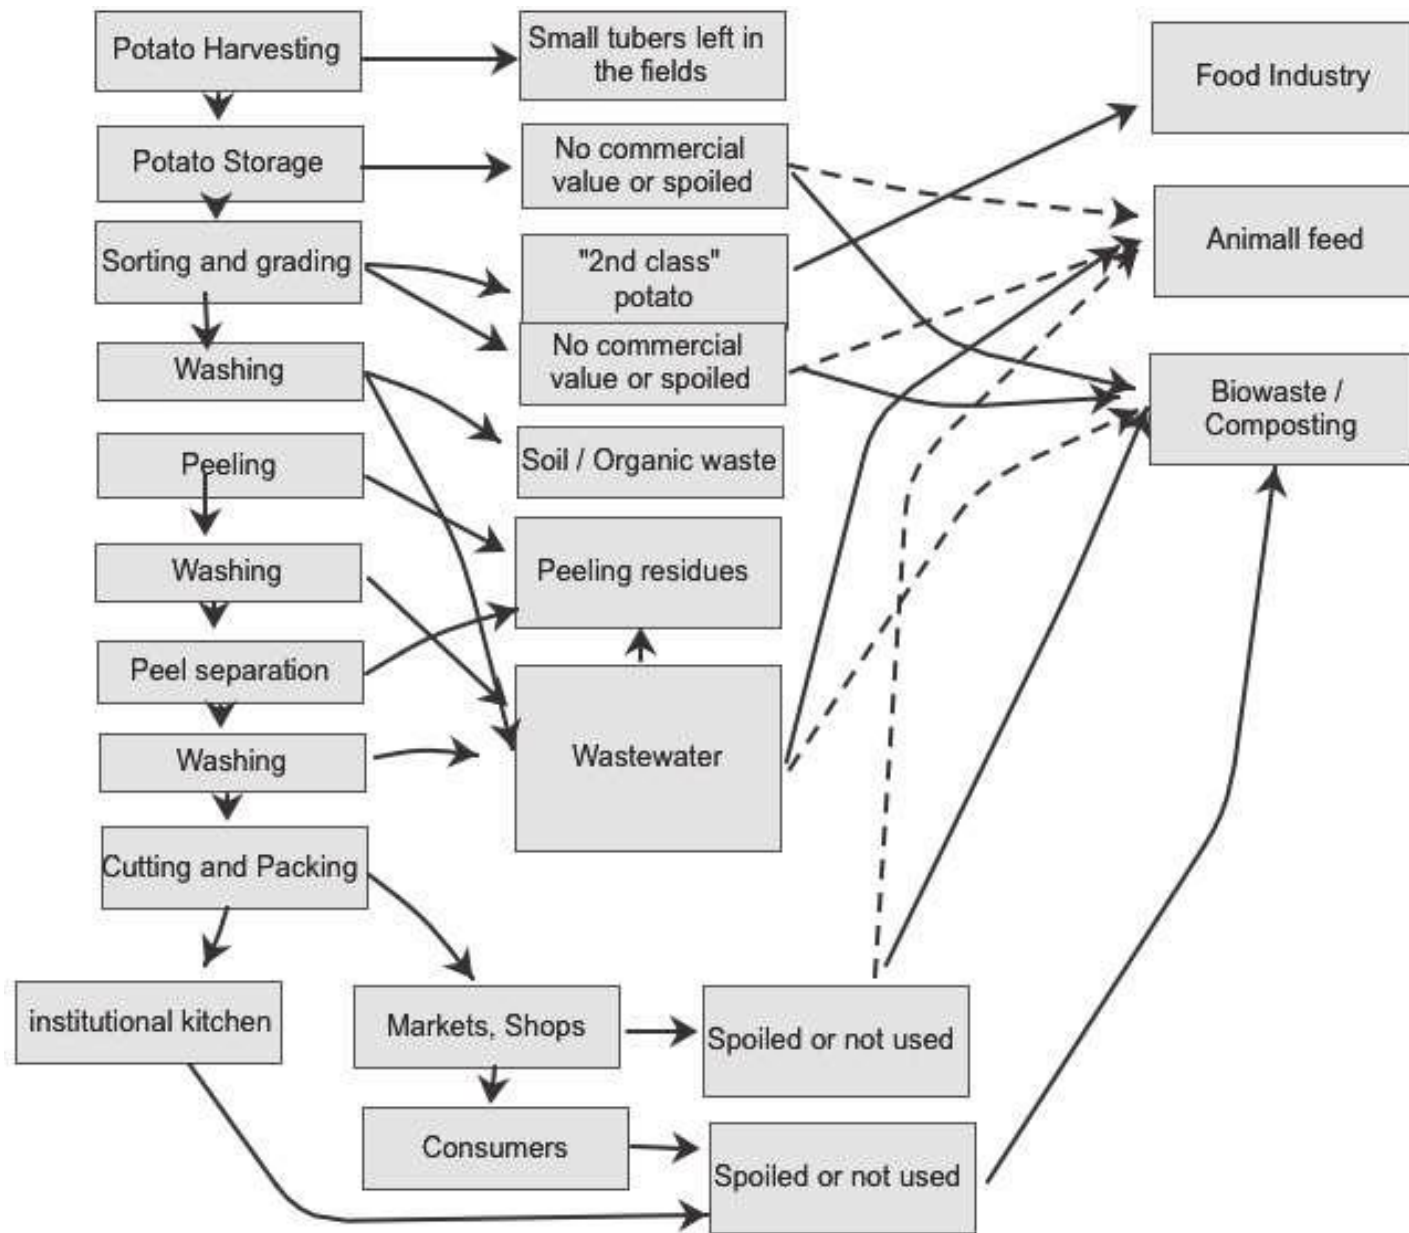 Potato Harvesting
Small tubers left in
the fields
Food Industry
Potato Storage
No commercial
value or spoiled
Animall feed
Sorting and grading
"2nd class"
potato
No commercial
value or spoiled
Washing
Biowaste /
Composting
Peeling
Soil / Organic waste
Washing
Peeling residues
Peel separation
Washing
Wastewater
Cutting and Packing
institutional kitchen
Markets, Shops
Spoiled or not used
Consumers
Spoiled or not used